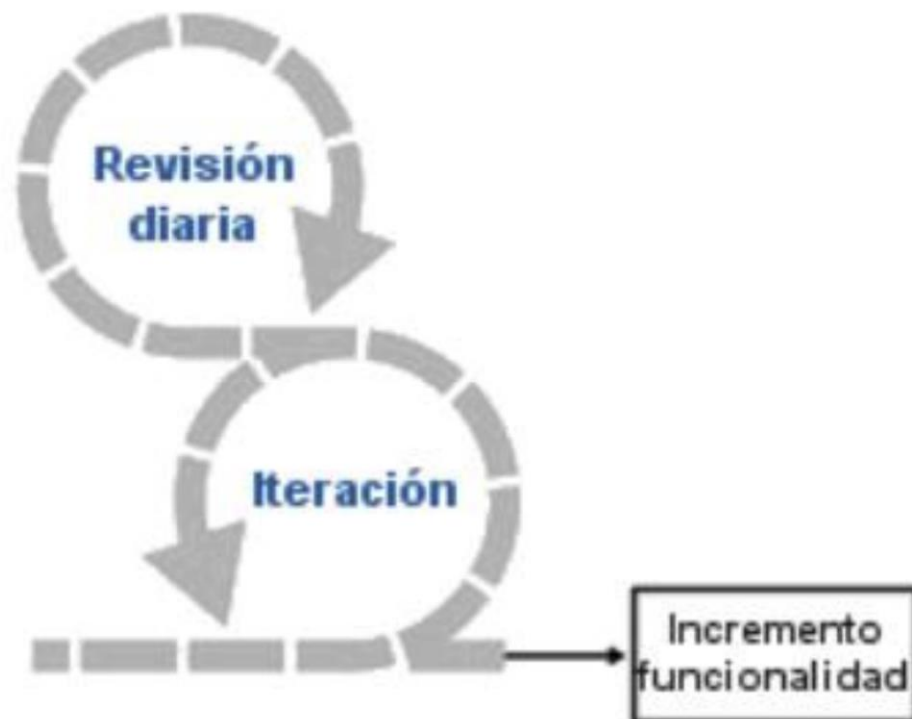 Revisión
diaria
Iteración
Incremento
funcionalidad